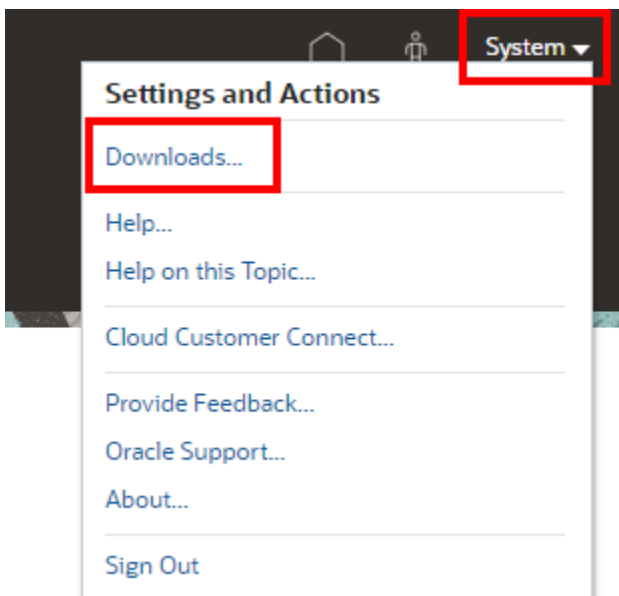 System
Settings and Actions
Downloads...
Help...
Help on this Topic...
Cloud Customer Connect...
Provide Feedback...
Oracle Support...
About...
Sign Out